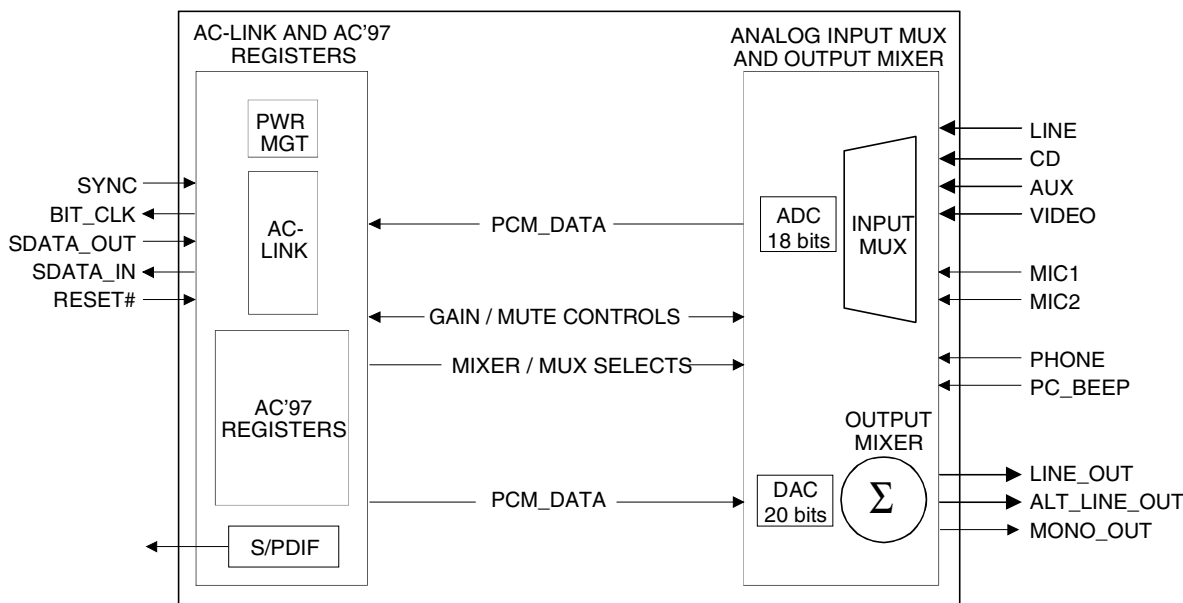 AC-LINK AND AC'97
REGISTERS
PWR
MGT
AC-
LINK
AC'97
REGISTERS
S/PDIF
SYNC
BIT_CLK
SDATA_OUT
SDATA_IN
RESET#
PCM_DATA
GAIN / MUTE CONTROLS
MIXER / MUX SELECTS
PCM_DATA
ANALOG INPUT MUX
AND OUTPUT MIXER
ADC
18 bits
INPUT
MUX
OUTPUT
MIXER
DAC
20 bits
Σ
LINE
CD
AUX
VIDEO
MIC1
MIC2
PHONE
PC_BEEP
LINE_OUT
ALT_LINE_OUT
MONO_OUT